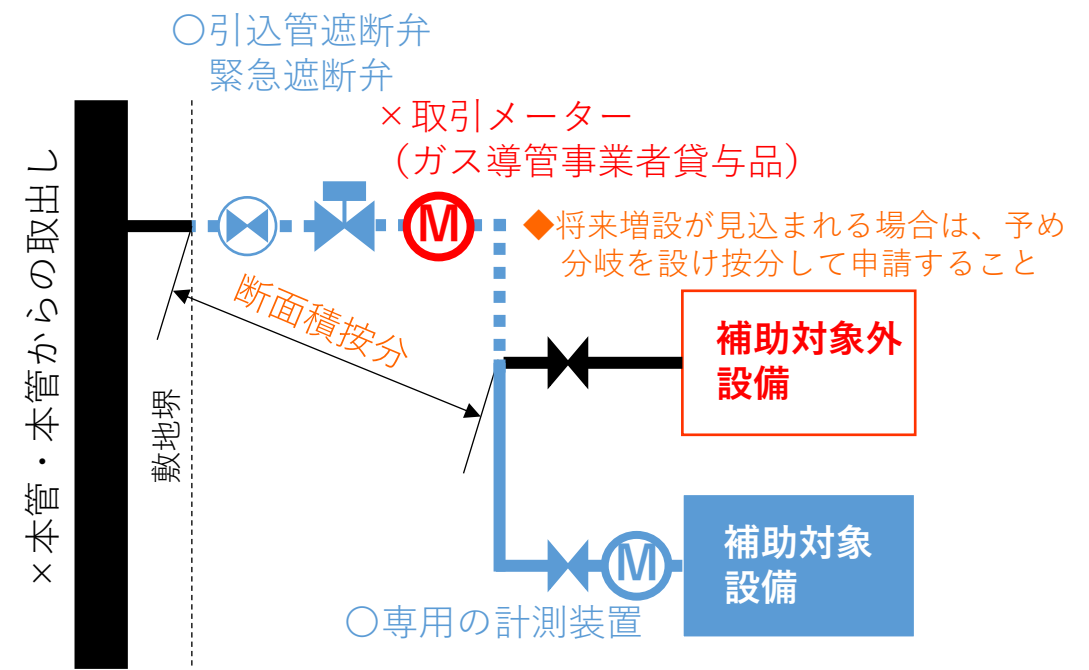 〇引込管遮断弁
緊急遮断弁
×取引メーター
（ガス導管事業者貸与品）
×本管・本管からの取出し
M
◆将来増設が見込まれる場合は、予め
分岐を設け按分して申請すること
断面積按分
敷地堺
補助対象外
設備
M
補助対象
設備
〇専用の計測装置